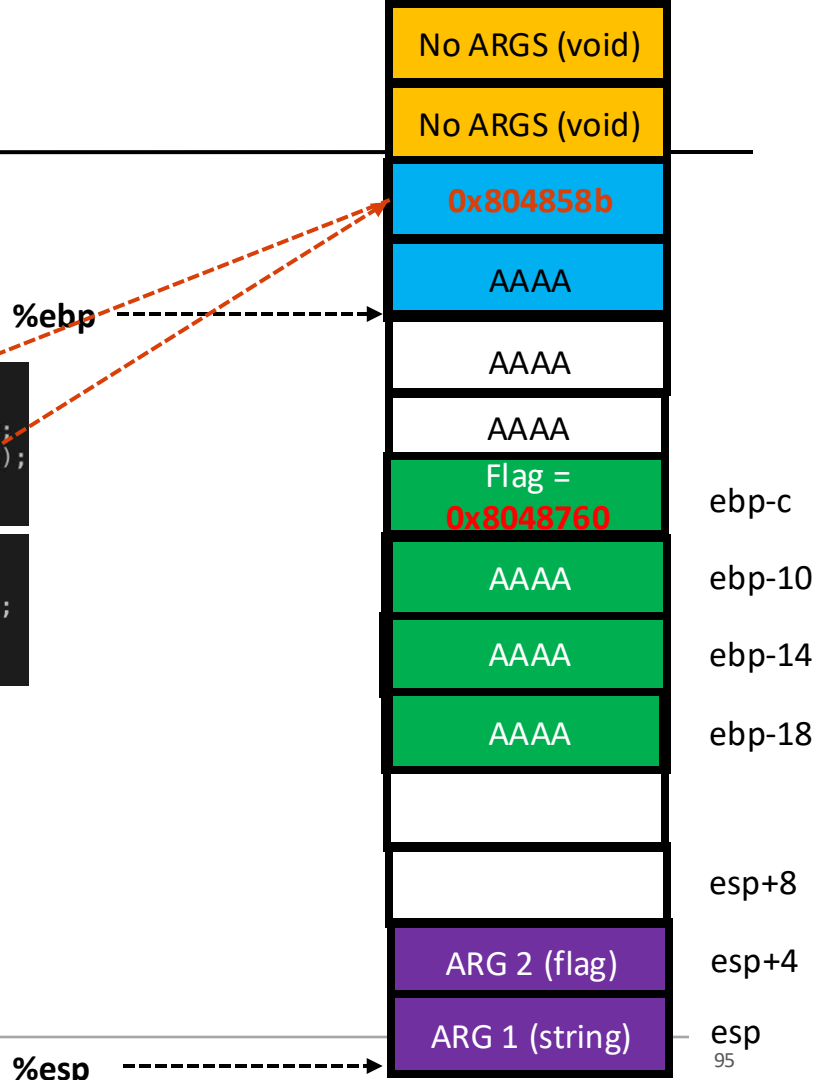 No ARGS (void)
No ARGS (void)
0x804858b
AAAA
%ebp
AAAA
;
);
AAAA
Flag =
0x8048760
ebp-c
AAAA
ebp-10
;
AAAA
ebp-14
AAAA
ebp-18
esp+8
ARG 2 (flag)
esp+4
ARG 1 (string)
esp
95
%esp